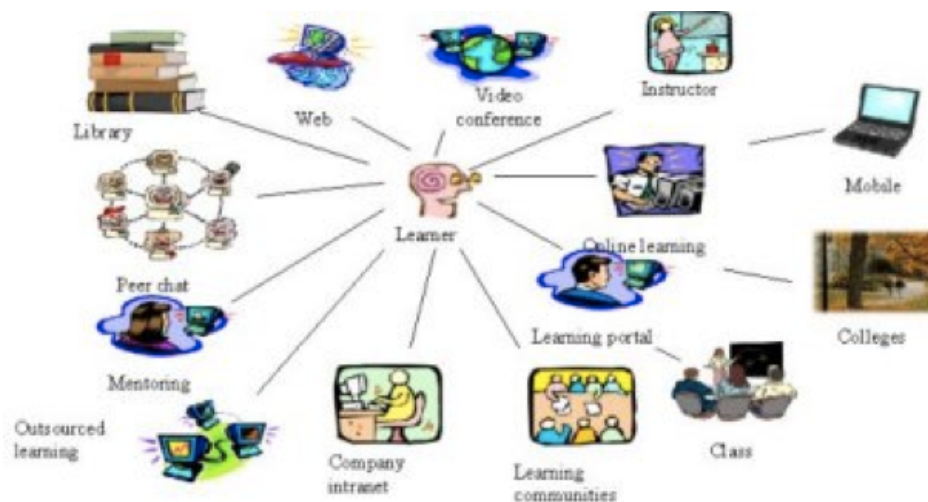 Library
Web
Video
conference
Instructor
Mobile
Learner
Peer chat
Online learning
Mentoring
Learning portal
Colleges
Outsourced
learning
Company
intranet
Learning
communities
Class